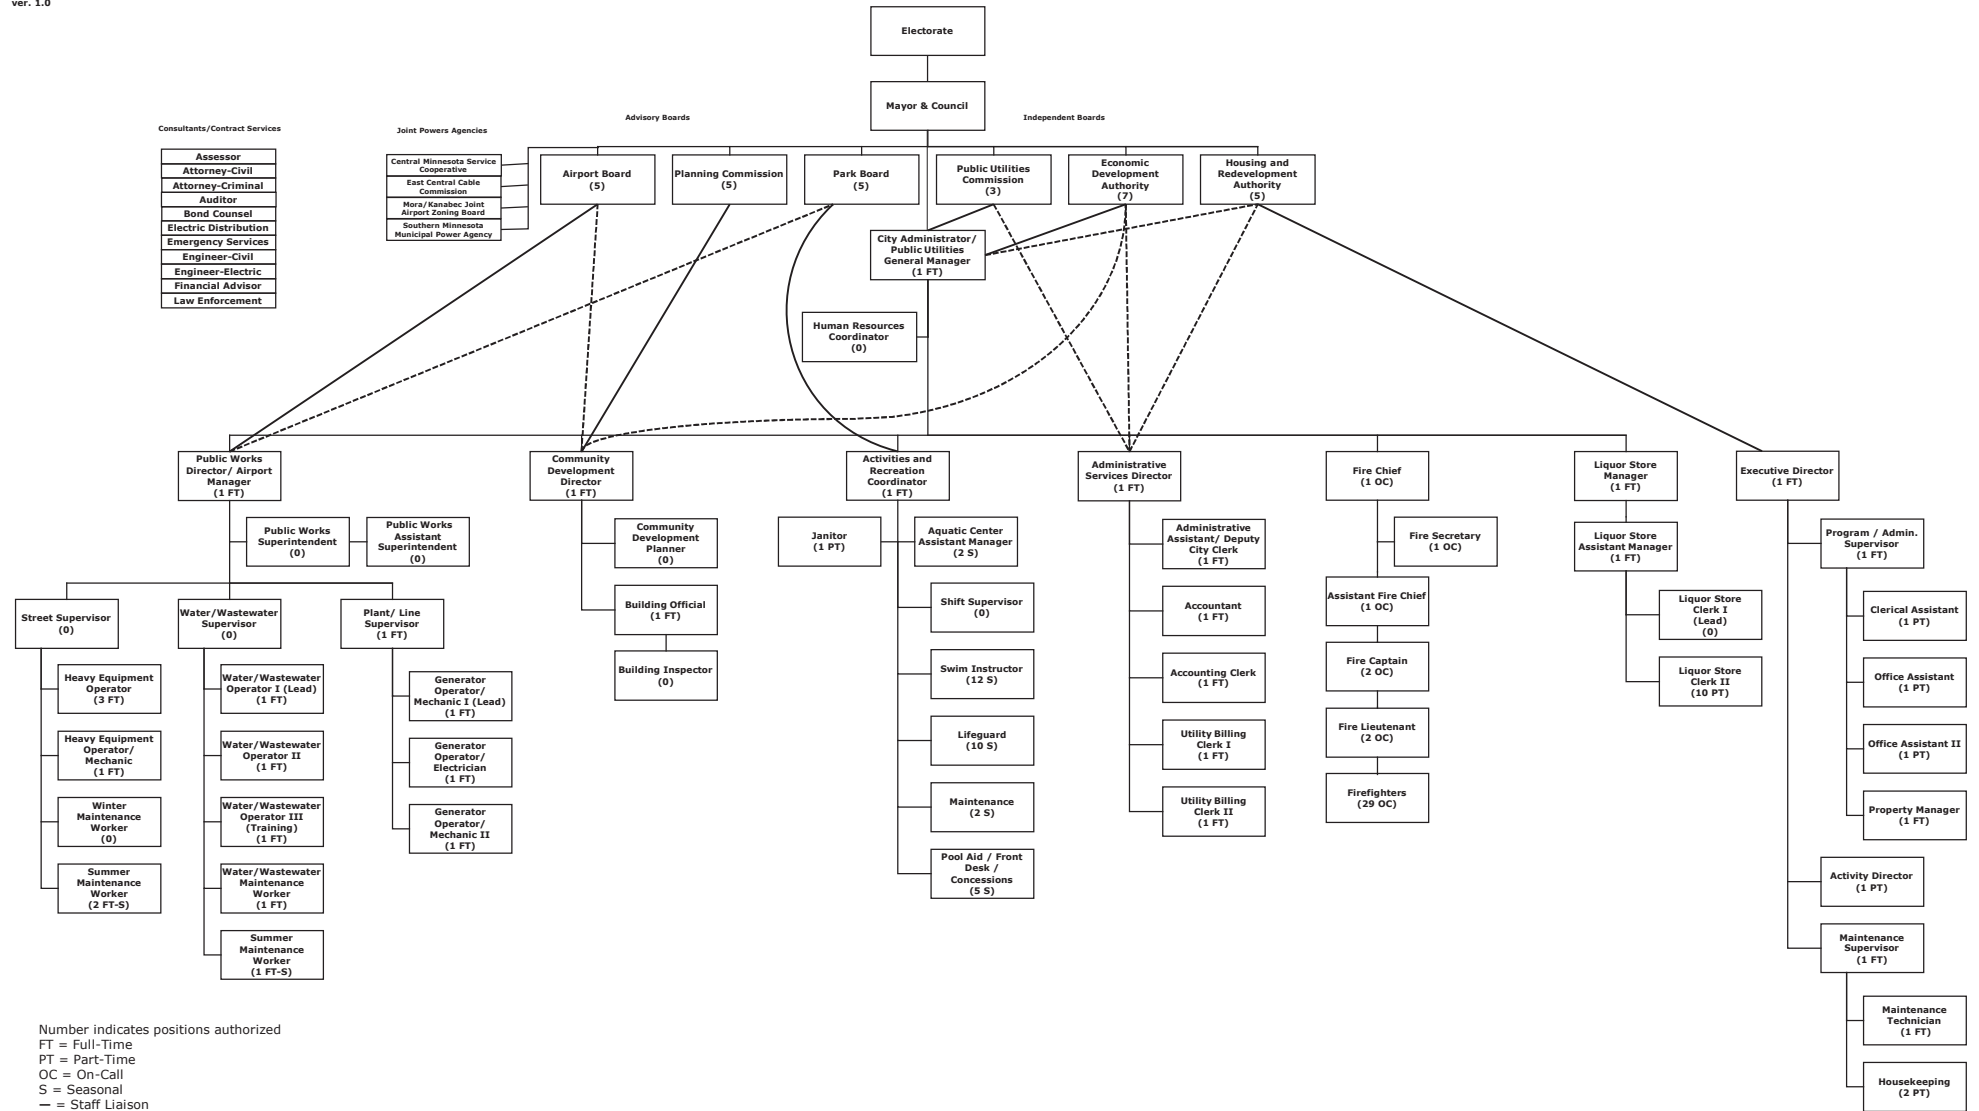 ver. 1.0
Electorate
Mayor & Council
Advisory Boards
Independent Boards
Consultants/Contract Services
Joint Powers Agencies
Assessor
Attorney-Civil
Attorney-Criminal
Auditor
Bond Counsel
Electric Distribution
Emergency Services
Engineer-Civil
Engineer-Electric
Financial Advisor
Law Enforcement
Central Minnesota Service
Cooperative
East Central Cable
Commission
Mora/Kanabec Joint
Airport Zoning Board
Southern Minnesota
Municipal Power Agency
Airport Board
(5)
Planning Commission
(5)
Park Board
(5)
Public Utilities
Commission
(3)
Economic
Development
Authority
(7)
Housing and
Redevelopment
Authority
(5)
City Administrator/
Public Utilities
General Manager
(1 FT)
Human Resources
Coordinator
(0)
Public Works
Director/ Airport
Manager
(1 FT)
Community
Development
Director
(1 FT)
Activities and
Recreation
Coordinator
(1 FT)
Administrative
Services Director
(1 FT)
Fire Chief
(1 OC)
Liquor Store
Manager
(1 FT)
Executive Director
(1 FT)
Public Works
Superintendent
(0)
Public Works
Assistant
Superintendent
(0)
Street Supervisor
(0)
Water/Wastewater
Supervisor
(0)
Plant/ Line
Supervisor
(1 FT)
Heavy Equipment
Operator
(3 FT)
Heavy Equipment
Operator/
Mechanic
(1 FT)
Winter
Maintenance
Worker
(0)
Summer
Maintenance
Worker
(2 FT-S)
Water/Wastewater
Operator I (Lead)
(1 FT)
Water/Wastewater
Operator II
(1 FT)
Water/Wastewater
Operator III
(Training)
(1 FT)
Water/Wastewater
Maintenance
Worker
(1 FT)
Summer
Maintenance
Worker
(1 FT-S)
Generator
Operator/
Mechanic I (Lead)
(1 FT)
Generator
Operator/
Electrician
(1 FT)
Generator
Operator/
Mechanic II
(1 FT)
Community
Development
Planner
(0)
Building Official
(1 FT)
Building Inspector
(0)
Janitor
(1 PT)
Aquatic Center
Assistant Manager
(2 S)
Shift Supervisor
(0)
Swim Instructor
(12 S)
Lifeguard
(10 S)
Maintenance
(2 S)
Pool Aid / Front
Desk /
Concessions
(5 S)
Administrative
Assistant/ Deputy
City Clerk
(1 FT)
Accountant
(1 FT)
Accounting Clerk
(1 FT)
Utility Billing
Clerk I
(1 FT)
Utility Billing
Clerk II
(1 FT)
Fire Secretary
(1 OC)
Assistant Fire Chief
(1 OC)
Fire Captain
(2 OC)
Fire Lieutenant
(2 OC)
Firefighters
(29 OC)
Liquor Store
Assistant Manager
(1 FT)
Liquor Store
Clerk I
(Lead)
(0)
Liquor Store
Clerk II
(10 PT)
Program / Admin.
Supervisor
(1 FT)
Clerical Assistant
(1 PT)
Office Assistant
(1 PT)
Office Assistant II
(1 PT)
Property Manager
(1 FT)
Activity Director
(1 PT)
Maintenance
Supervisor
(1 FT)
Maintenance
Technician
(1 FT)
Housekeeping
(2 PT)
Number indicates positions authorized
FT = Full-Time
PT = Part-Time
OC = On-Call
S = Seasonal
— = Staff Liaison